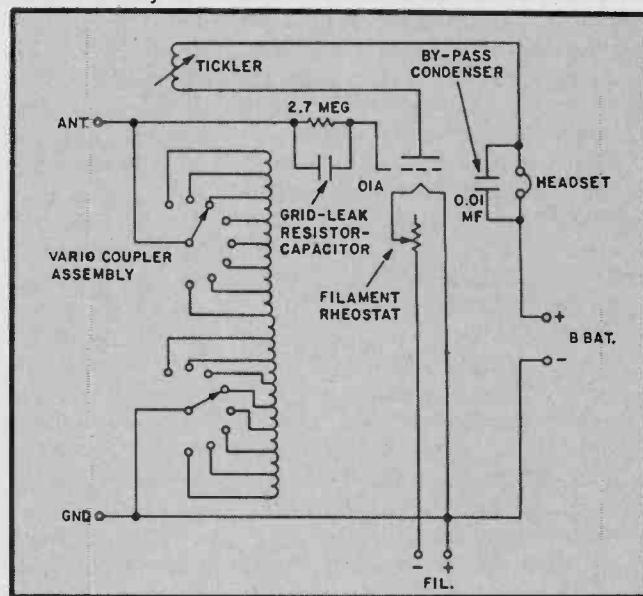 BY-PASS
CONDENSER
TICKLER
2.7 MEG
ANT.
01A
0.01
MF
HEADSET
GRID-LEAK
RESISTOR-
CAPACITOR
VARIO COUPLER
ASSEMBLY
FILAMENT
RHEOSTAT
+
B BAT.
-
GND
- +
FIL.